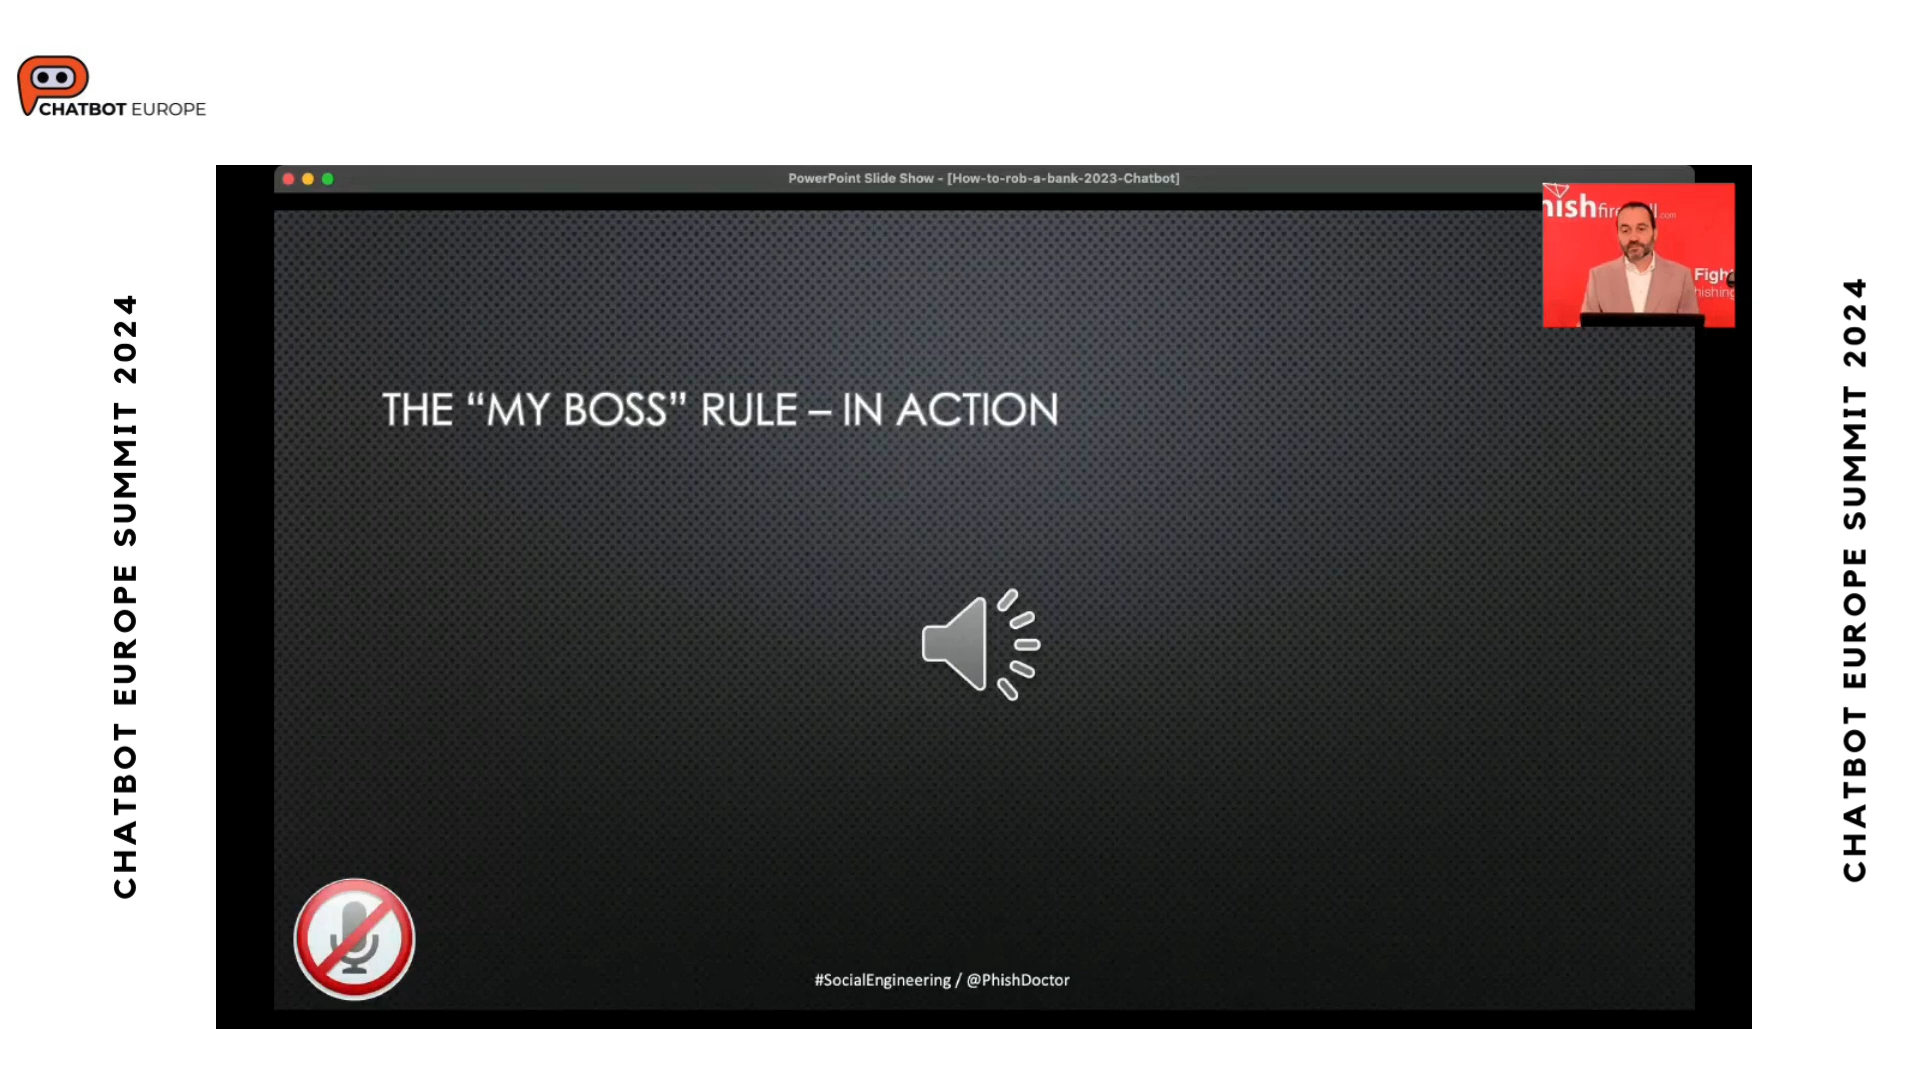 CHATBOT EUROPE
PowerPoint Slide Show - [How-to-rob-a-bank-2023-Chatbot]
.com
THE “MY BOSS” RULE – IN ACTION
#SocialEngineering / @PhishDoctor
CHATBOT EUROPE SUMMIT 2024
CHATBOT EUROPE SUMMIT 2024